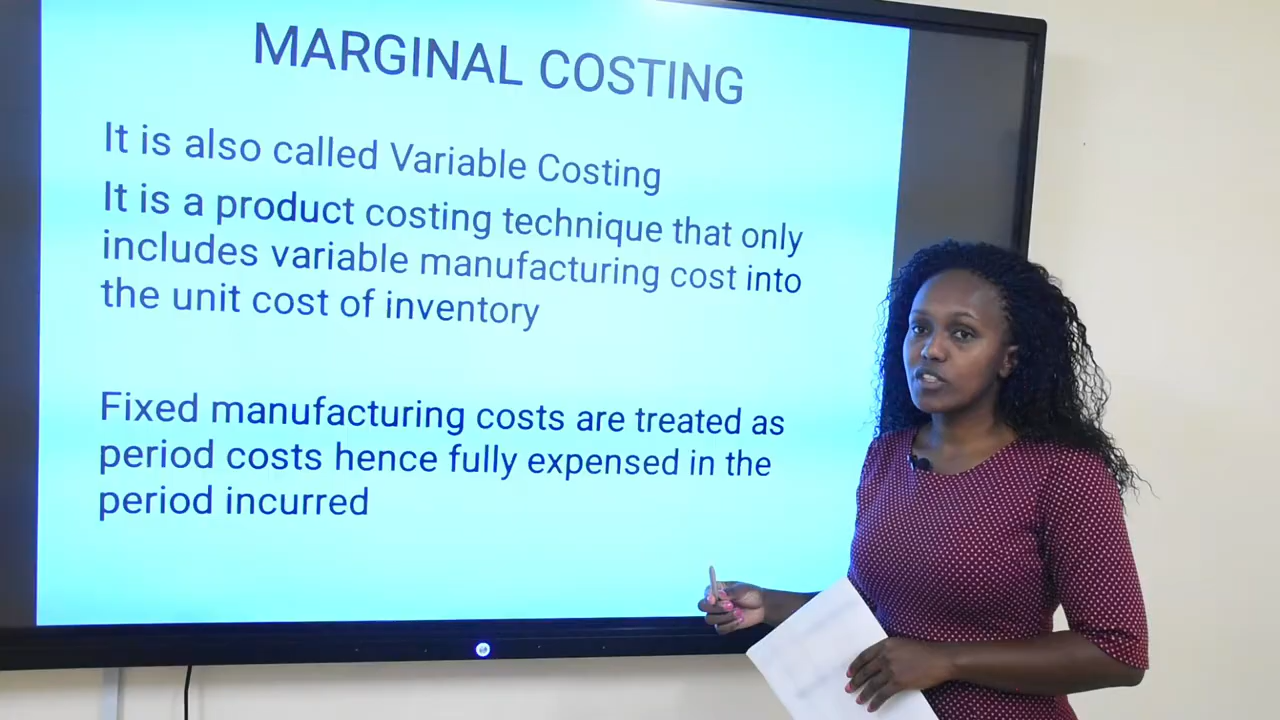 MARGINAL COSTING
It is also called Variable Costing
It is a product costing technique that only
includes variable manufacturing cost into
the unit cost of inventory
Fixed manufacturing costs are treated as
period costs hence fully expensed in the
period incurred